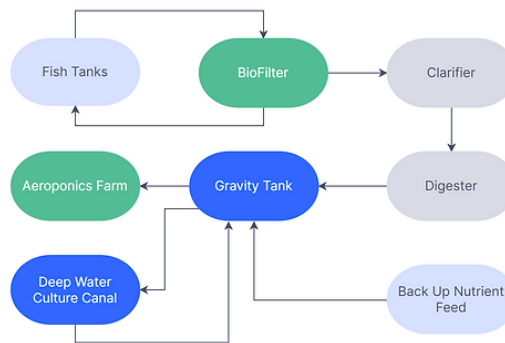 Fish Tanks
BioFilter
Clarifier
Aeroponics Farm
Gravity Tank
Digester
Deep Water
Culture Canal
Back Up Nutrient
Feed